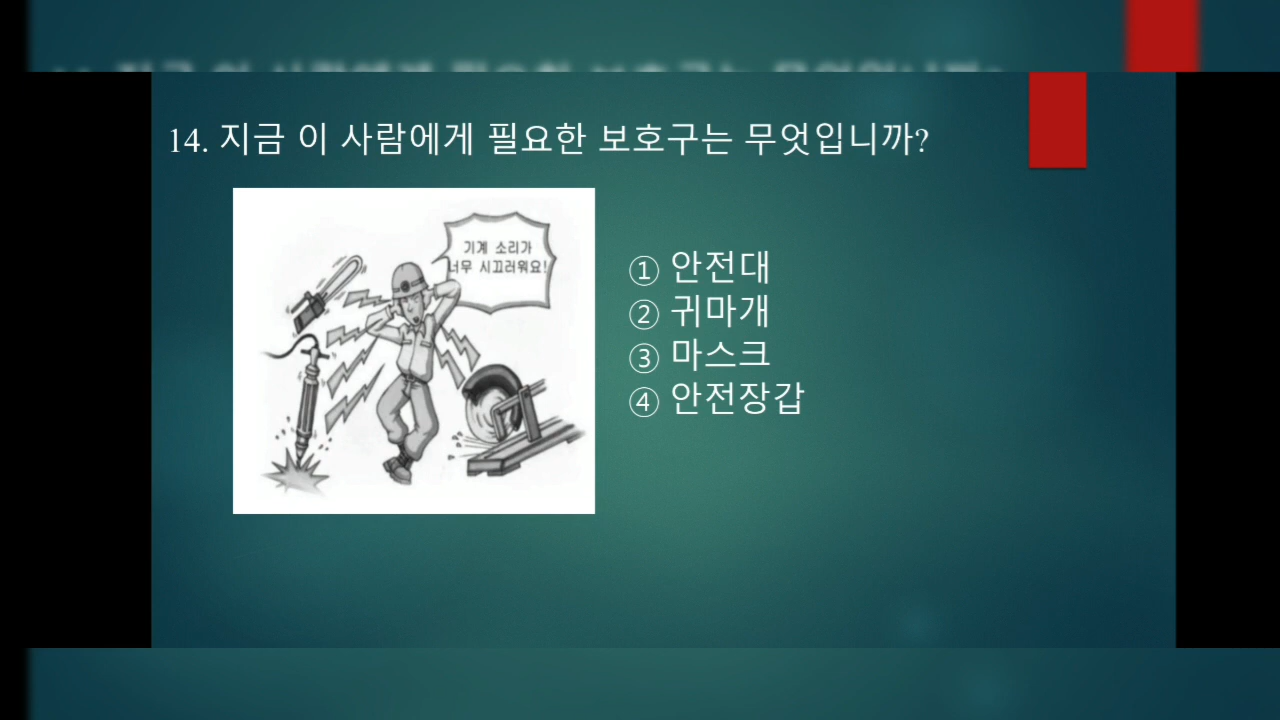 14. 지금 이 사람에게 필요한 보호구는 무엇입니까?
기계 소리가
너무 시끄러워요!
① 안전대
② 귀마개
③ 마스크
④ 안전장갑